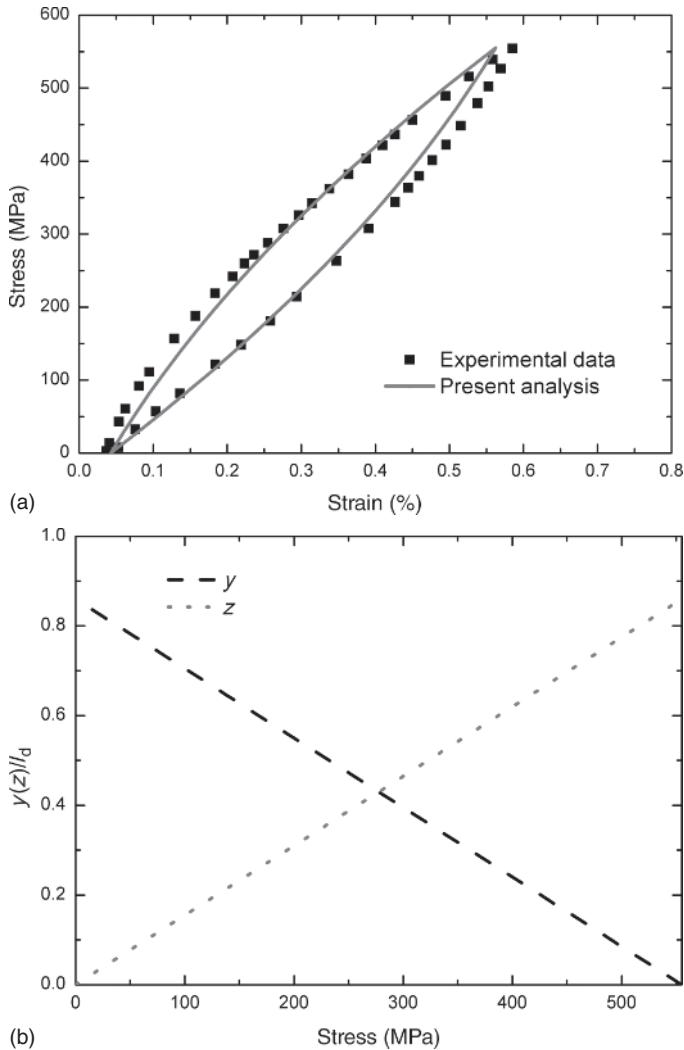 600
500
400
300
200
100
0
Stress (MPa)
Experimental data
Present analysis
0.0 0.1 0.2 0.3 0.4 0.5 0.6 0.7 0.8
Strain (%)
(a)
1.0
0.8
0.6
0.4
0.2
0.0
y(z)/l_d
y
z
0 100 200 300 400 500
Stress (MPa)
(b)